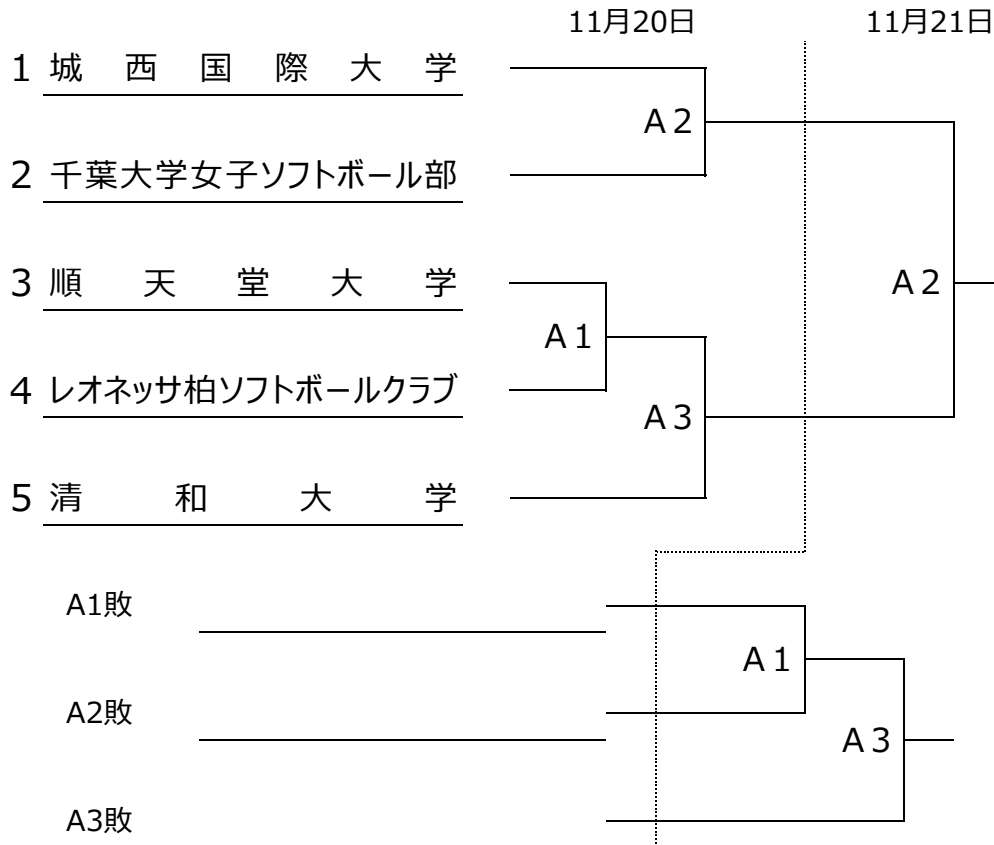 11月20日 11月21日
1 城西国際大学
A2
2 千葉大学女子ソフトボール部
3 順天堂大学
A2
A1
4 レオネッサ柏ソフトボールクラブ
A3
5 清和大学
A1敗
A1
A2敗
A3
A3敗